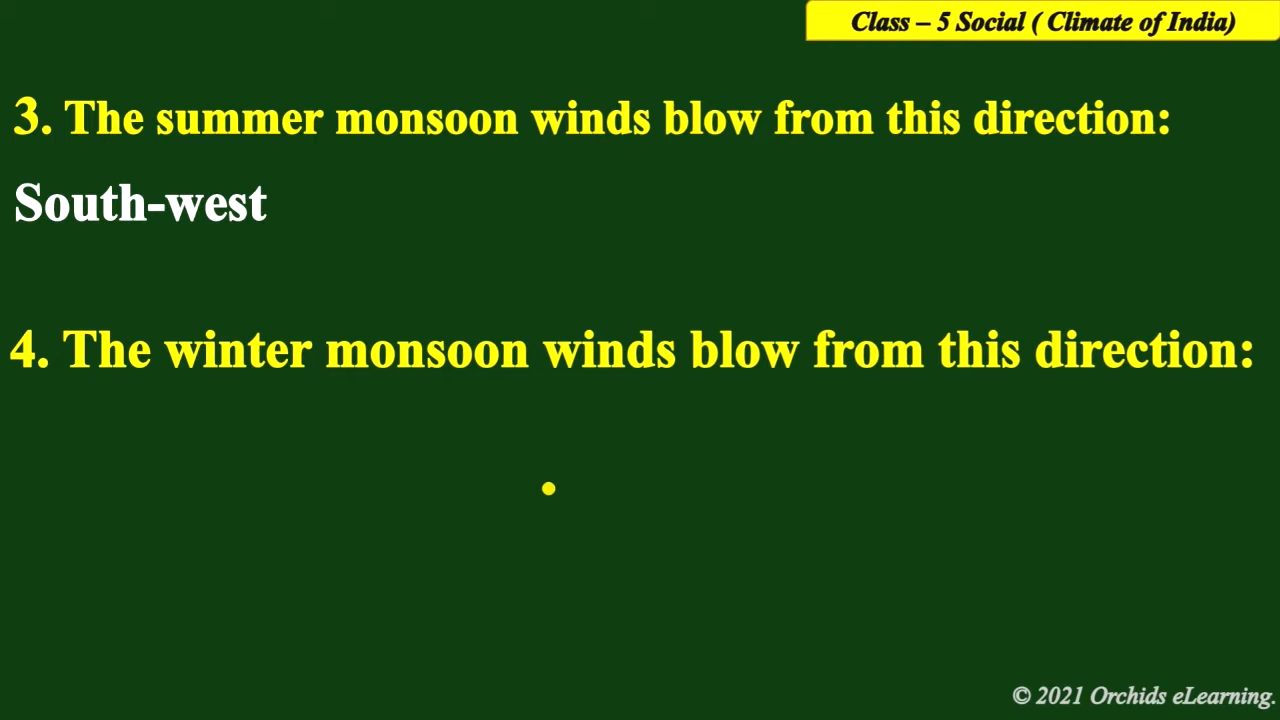 Class – 5 Social ( Climate of India)
3. The summer monsoon winds blow from this direction:
South-west
4. The winter monsoon winds blow from this direction:
© 2021 Orchids eLearning.